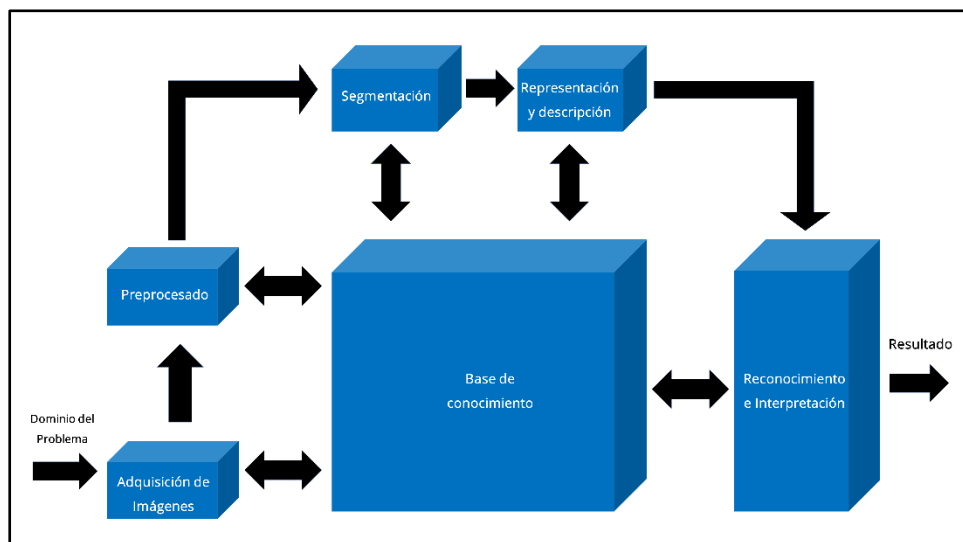 Segmentación
Representación
y descripción
Preprocesado
Base de
conocimiento
Reconocimiento
e Interpretación
Resultado
Dominio del
Problema
Adquisición de
Imágenes